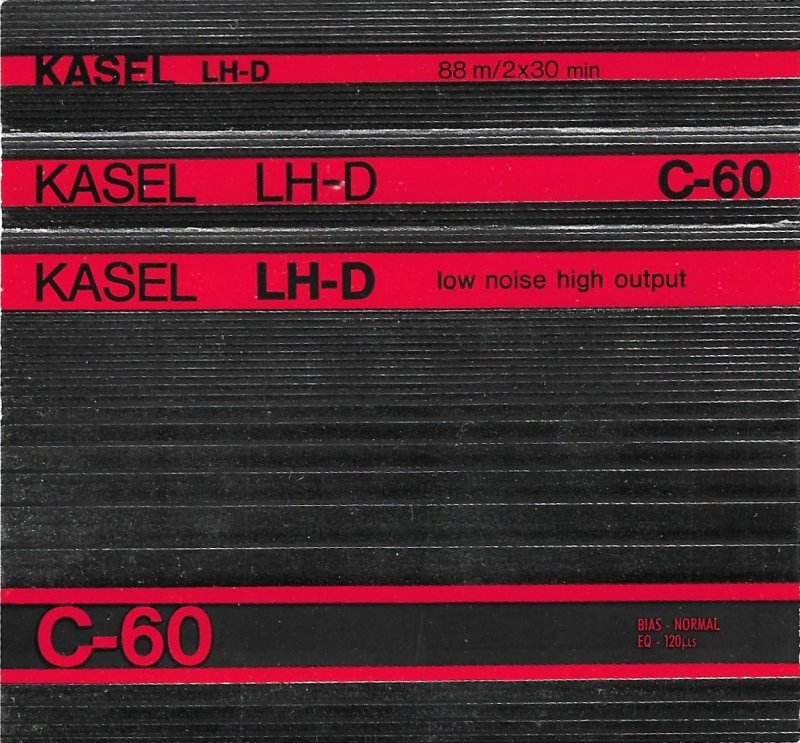 KASEL LH-D 88 m/2x30 min
KASEL LH-D C-60
KASEL LH-D low noise high output
C-60 BIAS - NORMAL
EQ - 120µs